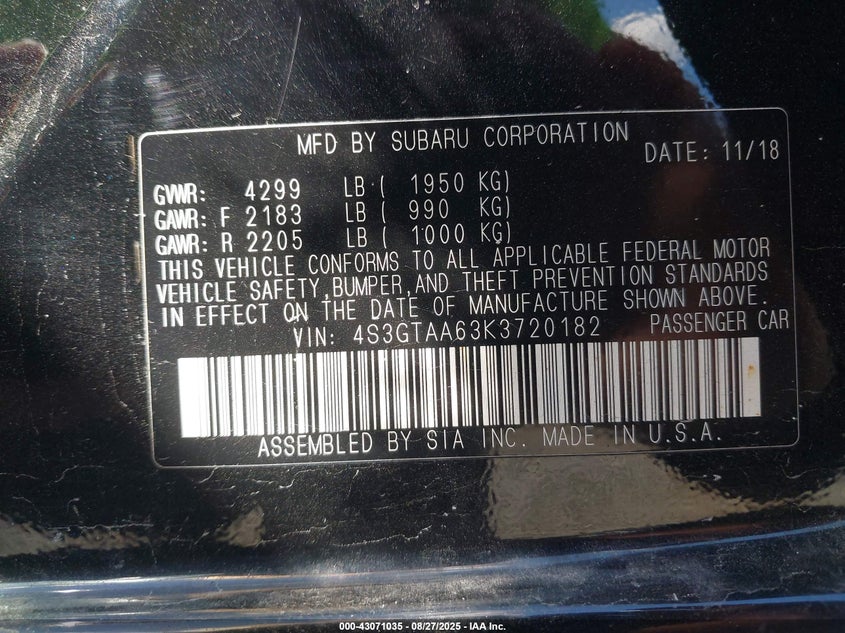 MFD BY SUBARU CORPORATION
DATE: 11/18
GVWR: 4299 LB ( 1950 KG)
GAWR: F 2183 LB ( 990 KG)
GAWR: R 2205 LB ( 1000 KG)
THIS VEHICLE CONFORMS TO ALL APPLICABLE FEDERAL MOTOR
VEHICLE SAFETY,BUMPER,AND THEFT PREVENTION STANDARDS
IN EFFECT ON THE DATE OF MANUFACTURE SHOWN ABOVE.
VIN: 4S3GTAA63K3720182 PASSENGER CAR
ASSEMBLED BY SIA INC. MADE IN U.S.A.
000-43071035 - 08/27/2025 - IAA Inc.